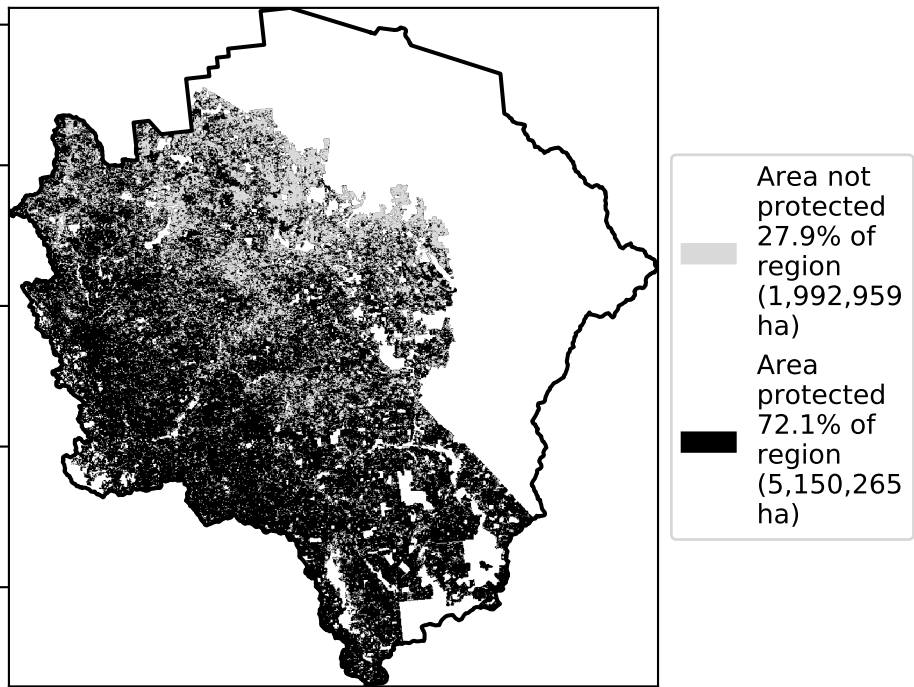 Area not
protected
27.9% of
region
(1,992,959
ha)
Area
protected
72.1% of
region
(5,150,265
ha)